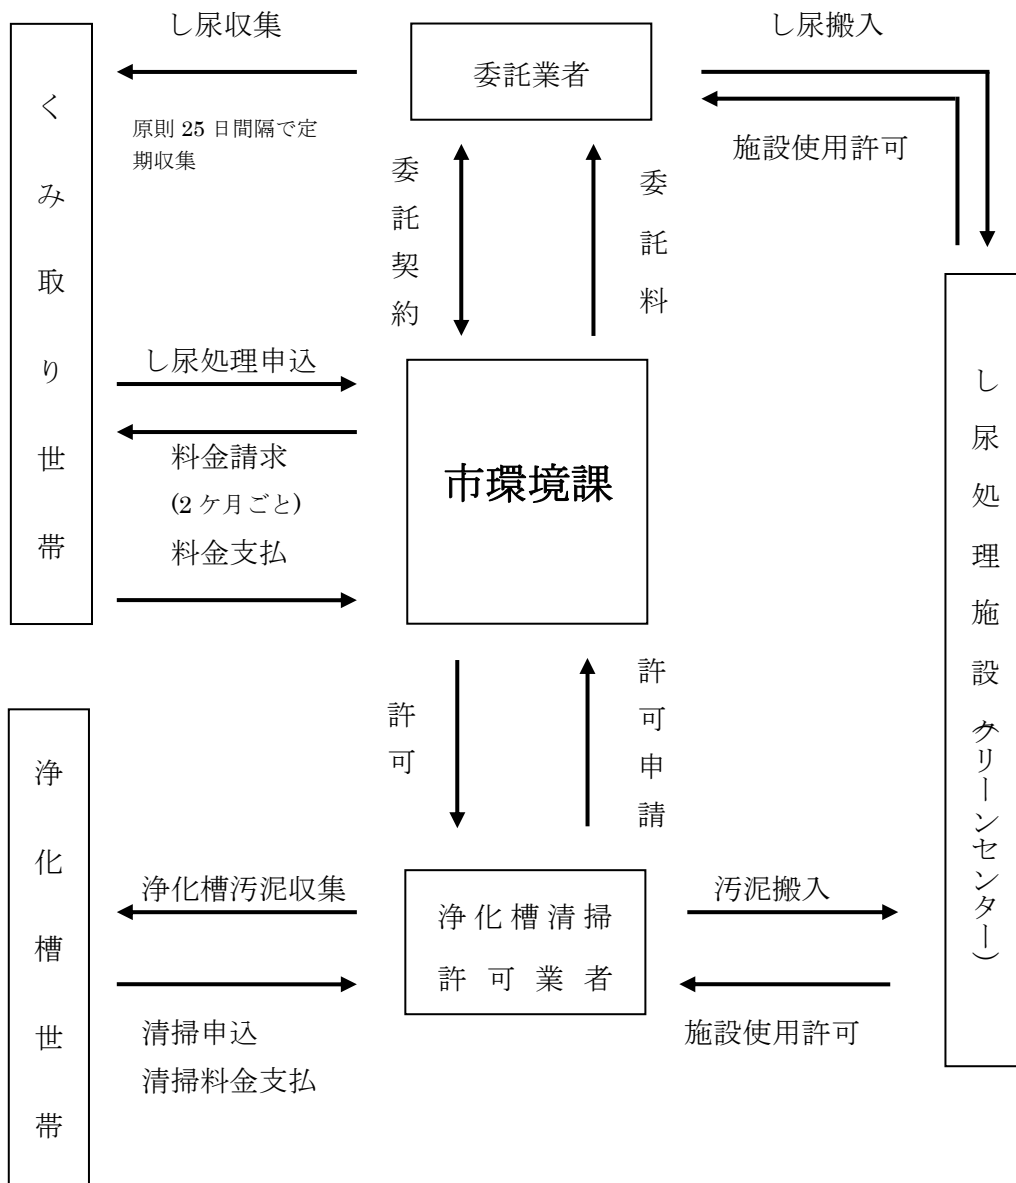 し尿収集
委託業者
し尿搬入
くみ取り世帯
原則 25 日間隔で定
期収集
施設使用許可
委託契約
委託料
し尿処理申込
料金請求
(2 ケ月ごと)
料金支払
市環境課
し尿処理施設(クリーンセンター)
許可
許可申請
浄化槽世帯
浄化槽汚泥収集
浄化槽清掃
許可業者
汚泥搬入
清掃申込
清掃料金支払
施設使用許可